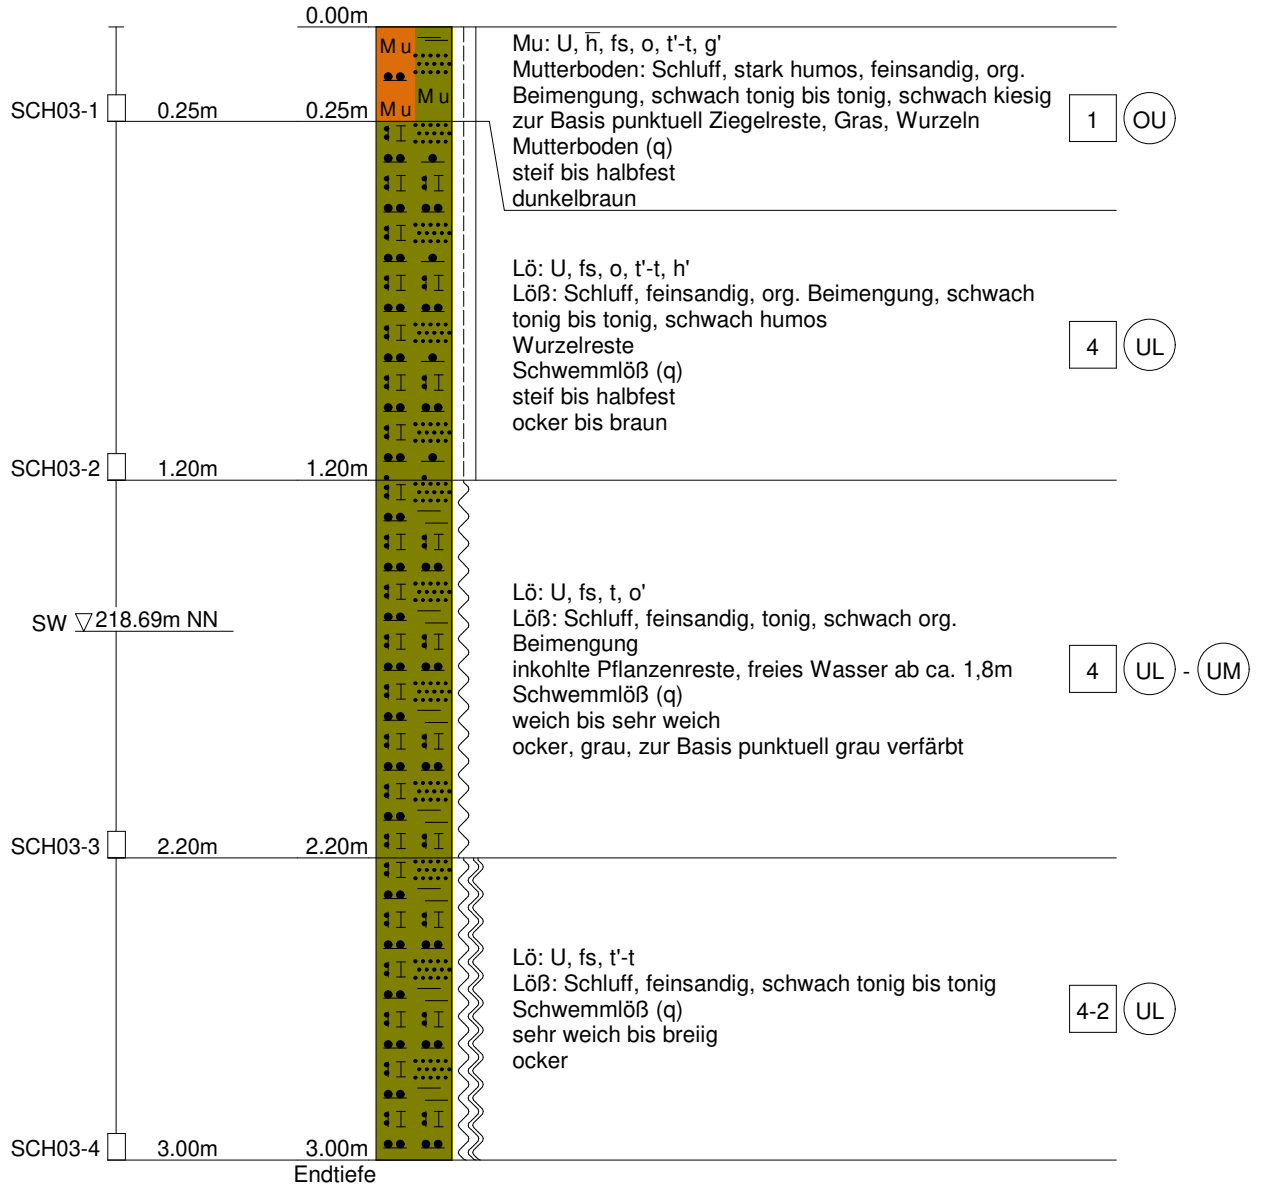 0.00m
Mu
Mu
Mu
SCH03-1 0.25m 0.25m
Mu: U, h̅, fs, o, t'-t, g'
Mutterboden: Schluff, stark humos, feinsandig, org.
Beimengung, schwach tonig bis tonig, schwach kiesig
zur Basis punktuell Ziegelreste, Gras, Wurzeln
Mutterboden (q)
steif bis halbfest
dunkelbraun
1 OU
Lö: U, fs, o, t'-t, h'
Löß: Schluff, feinsandig, org. Beimengung, schwach
tonig bis tonig, schwach humos
Wurzelreste
Schwemmlöß (q)
steif bis halbfest
ocker bis braun
4 UL
SCH03-2 1.20m 1.20m
SW 218.69m NN
Lö: U, fs, t, o'
Löß: Schluff, feinsandig, tonig, schwach org.
Beimengung
inkohlte Pflanzenreste, freies Wasser ab ca. 1,8m
Schwemmlöß (q)
weich bis sehr weich
ocker, grau, zur Basis punktuell grau verfärbt
4 UL - UM
SCH03-3 2.20m 2.20m
Lö: U, fs, t'-t
Löß: Schluff, feinsandig, schwach tonig bis tonig
Schwemmlöß (q)
sehr weich bis breiig
ocker
4-2 UL
SCH03-4 3.00m 3.00m
Endtiefe